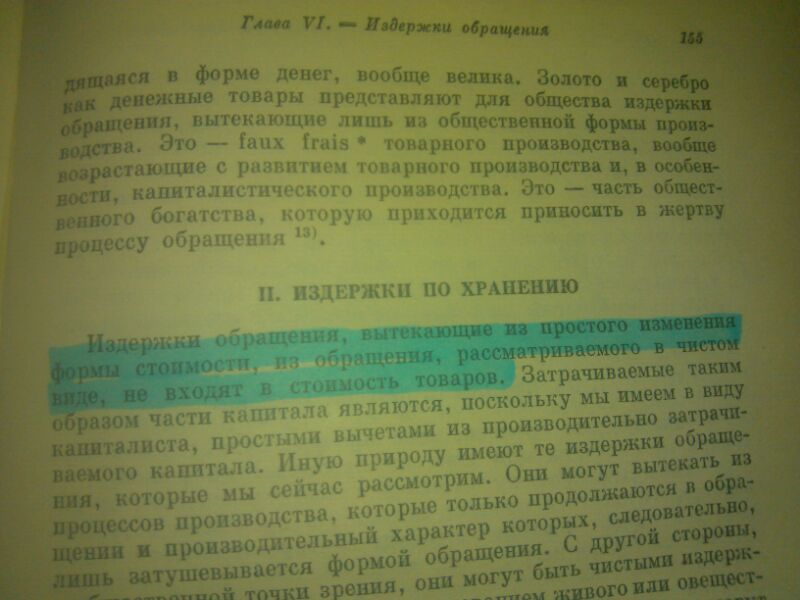 Глава VI. — Издержки обращения
155
дящаяся в форме денег, вообще велика. Золото и серебро
как денежные товары представляют для общества издержки
обращения, вытекающие лишь из общественной формы произ-
водства. Это — faux frais * товарного производства, вообще
возрастающие с развитием товарного производства и, в особен-
ности, капиталистического производства. Это — часть общест-
венного богатства, которую приходится приносить в жертву
процессу обращения 13).
II. ИЗДЕРЖКИ ПО ХРАНЕНИЮ
Издержки обращения, вытекающие из простого изменения
формы стоимости, из обращения, рассматриваемого в чистом
виде, не входят в стоимость товаров. Затрачиваемые таким
образом части капитала являются, поскольку мы имеем в виду
капиталиста, простыми вычетами из производительно затрачи-
ваемого капитала. Иную природу имеют те издержки обраще-
ния, которые мы сейчас рассмотрим. Они могут вытекать из
процессов производства, которые только продолжаются в обра-
щении и производительный характер которых, следовательно,
лишь затушевывается формой обращения. С другой стороны,
точки зрения, они могут быть чистыми издерж-
живого или овещест-